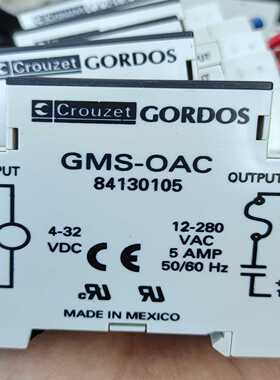 Crouzet GORDOS
Crouzet GORDOS
GMS-OAC
84130105
OUTPUT
4-32
VDC
12-280
VAC
5 AMP
50/60 Hz
CE
MADE IN MEXICO